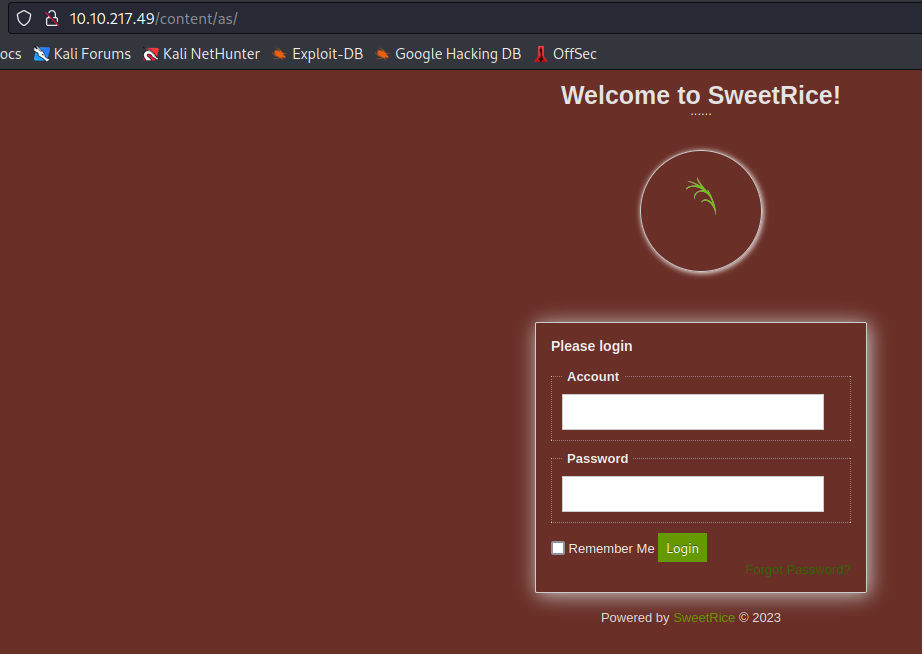 10.10.217.49/content/as/
ocs Kali Forums Kali NetHunter Exploit-DB Google Hacking DB OffSec
Welcome to SweetRice!
......
Please login
Account
Password
Remember Me Login
Forgot Password?
Powered by SweetRice © 2023